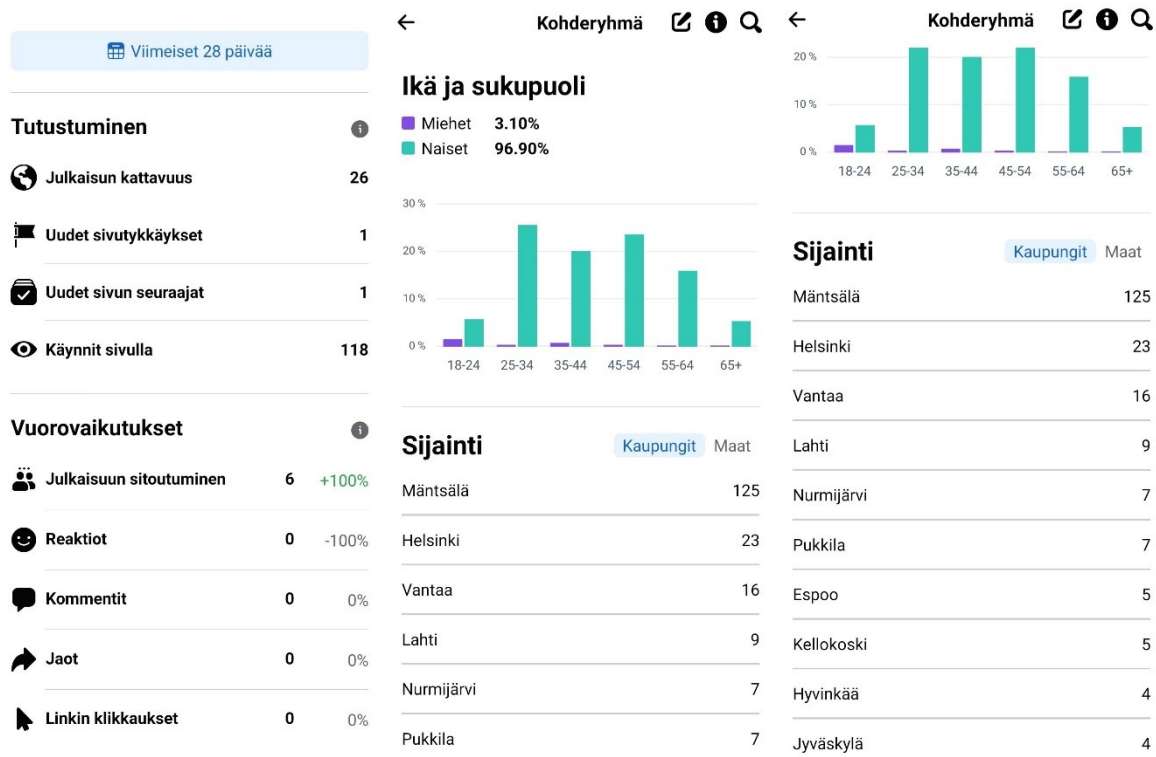 Viimeiset 28 päivää
Tutustuminen
Julkaisun kattavuus 26
Uudet sivutykkäykset 1
Uudet sivun seuraajat 1
Käynnit sivulla 118
Vuorovaikutukset
Julkaisuun sitoutuminen 6 +100%
Reaktiot 0 -100%
Kommentit 0 0%
Jaot 0 0%
Linkin klikkaukset 0 0%
Kohderyhmä
Ikä ja sukupuoli
Miehet 3.10%
Naiset 96.90%
30 %
20 %
10 %
0 %
18-24 25-34 35-44 45-54 55-64 65+
Sijainti Kaupungit Maat
Mäntsälä 125
Helsinki 23
Vantaa 16
Lahti 9
Nurmijärvi 7
Pukkila 7
Kohderyhmä
20 %
10 %
0 %
18-24 25-34 35-44 45-54 55-64 65+
Sijainti Kaupungit Maat
Mäntsälä 125
Helsinki 23
Vantaa 16
Lahti 9
Nurmijärvi 7
Pukkila 7
Espoo 5
Kellokoski 5
Hyvinkää 4
Jyväskylä 4